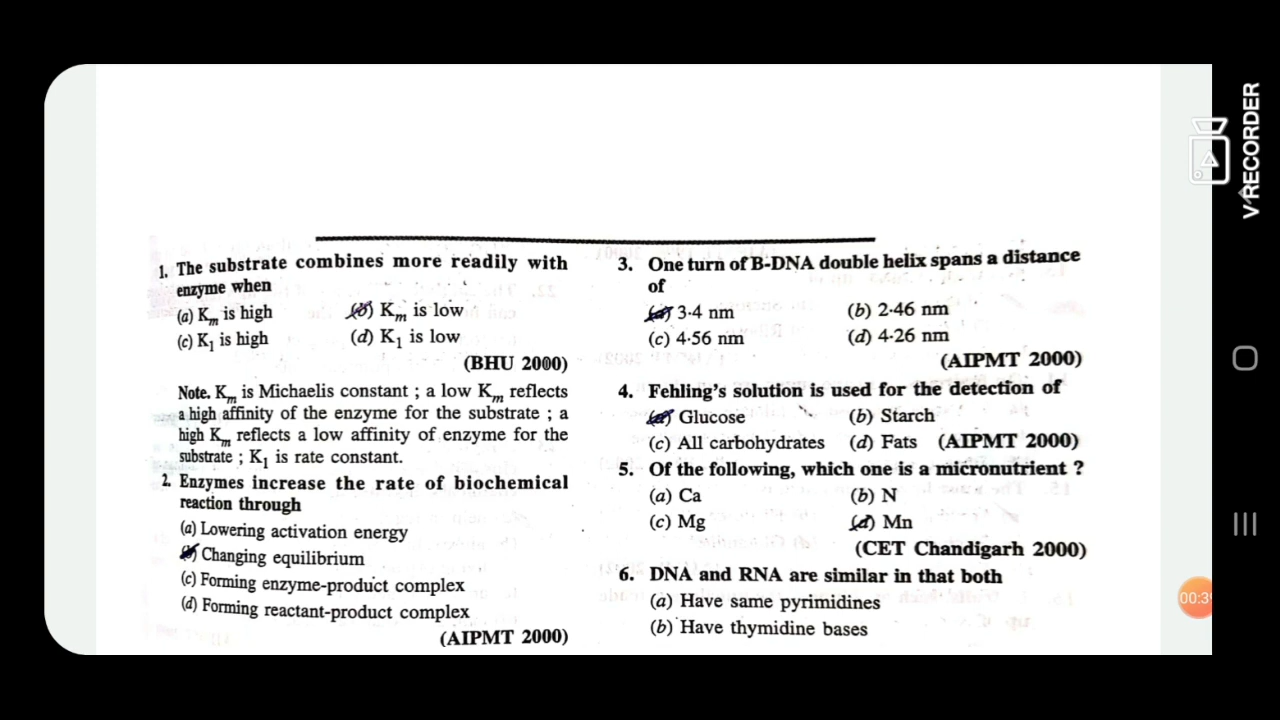 1. The substrate combines more readily with
enzyme when
(a) Km is high (b) Km is low
(c) K1 is high (d) K1 is low
(BHU 2000)
Note. Km is Michaelis constant ; a low Km reflects
a high affinity of the enzyme for the substrate ; a
high Km reflects a low affinity of enzyme for the
substrate ; K1 is rate constant.
2. Enzymes increase the rate of biochemical
reaction through
(a) Lowering activation energy
(b) Changing equilibrium
(c) Forming enzyme-product complex
(d) Forming reactant-product complex
(AIPMT 2000)
3. One turn of B-DNA double helix spans a distance
of
(a) 3·4 nm (b) 2·46 nm
(c) 4·56 nm (d) 4·26 nm
(AIPMT 2000)
4. Fehling's solution is used for the detection of
(a) Glucose (b) Starch
(c) All carbohydrates (d) Fats (AIPMT 2000)
5. Of the following, which one is a micronutrient ?
(a) Ca (b) N
(c) Mg (d) Mn
(CET Chandigarh 2000)
6. DNA and RNA are similar in that both
(a) Have same pyrimidines
(b) Have thymidine bases
V RECORDER